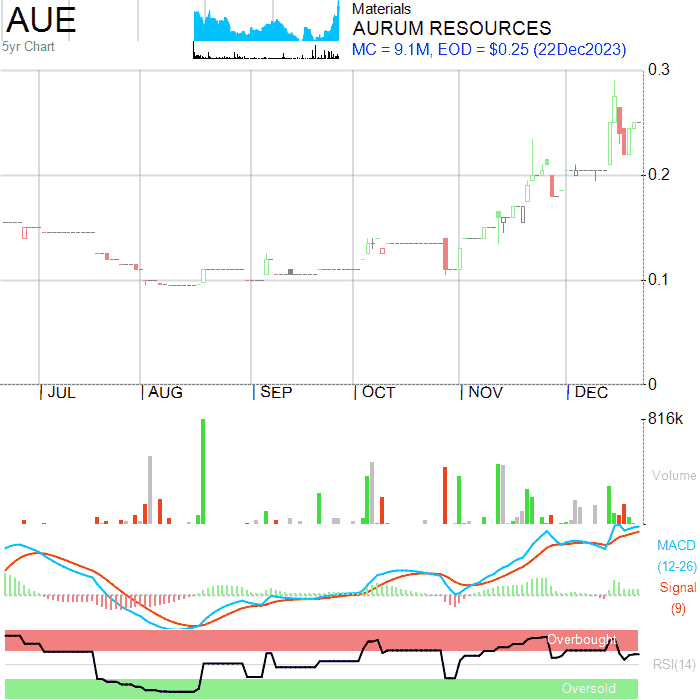 AUE
5yr Chart
Materials
AURUM RESOURCES
MC = 9.1M, EOD = $0.25 (22Dec2023)
0.3
0.2
0.1
0
JUL AUG SEP OCT NOV DEC
816k
Volume
MACD
(12-26)
Signal
(9)
Overbought
RSI(14)
Oversold